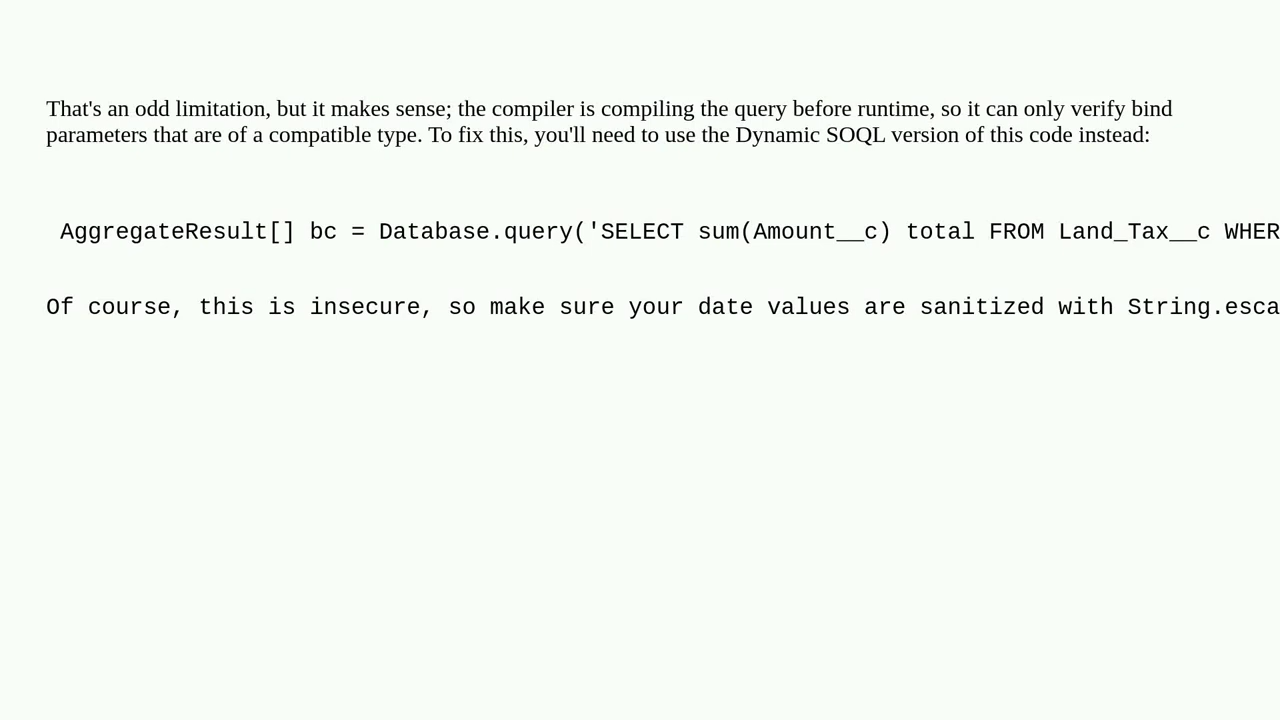 That's an odd limitation, but it makes sense; the compiler is compiling the query before runtime, so it can only verify bind
parameters that are of a compatible type. To fix this, you'll need to use the Dynamic SOQL version of this code instead:
AggregateResult[] bc = Database.query('SELECT sum(Amount__c) total FROM Land_Tax__c WHER
Of course, this is insecure, so make sure your date values are sanitized with String.esca